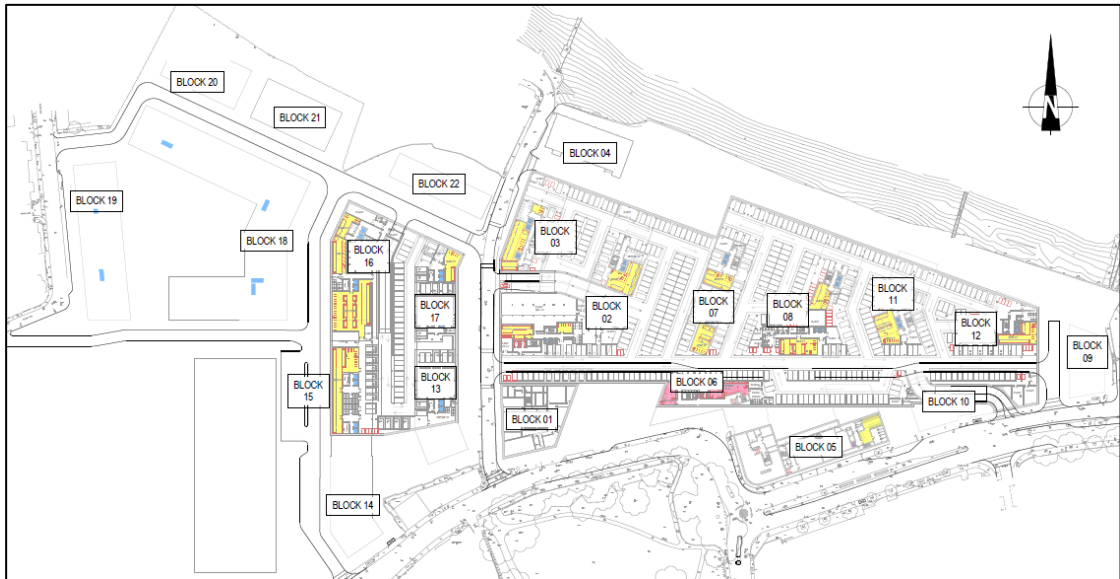 BLOCK 20
BLOCK 21
N
BLOCK 04
BLOCK 22
BLOCK 19
BLOCK 18
BLOCK
16
BLOCK
03
BLOCK
17
BLOCK
02
BLOCK
07
BLOCK
08
BLOCK
11
BLOCK
12
BLOCK
09
BLOCK
15
BLOCK
13
BLOCK 06
BLOCK 10
BLOCK 01
BLOCK 05
BLOCK 14